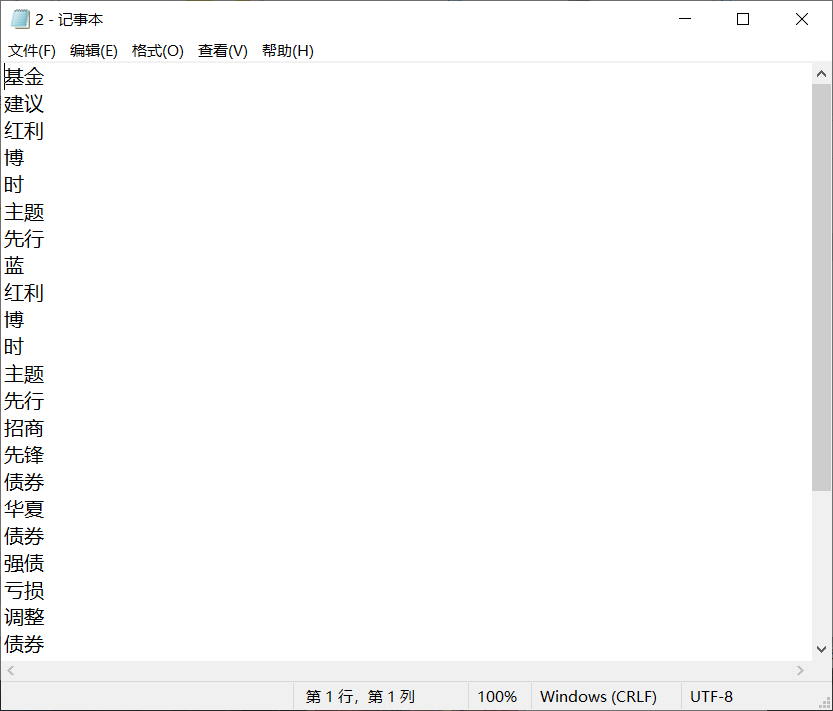 2 - 记事本
文件(F) 编辑(E) 格式(O) 查看(V) 帮助(H)
基金
建议
红利
博
时
主题
先行
蓝
红利
博
时
主题
先行
招商
先锋
债券
华夏
债券
强债
亏损
调整
债券
第 1 行，第 1 列 100% Windows (CRLF) UTF-8